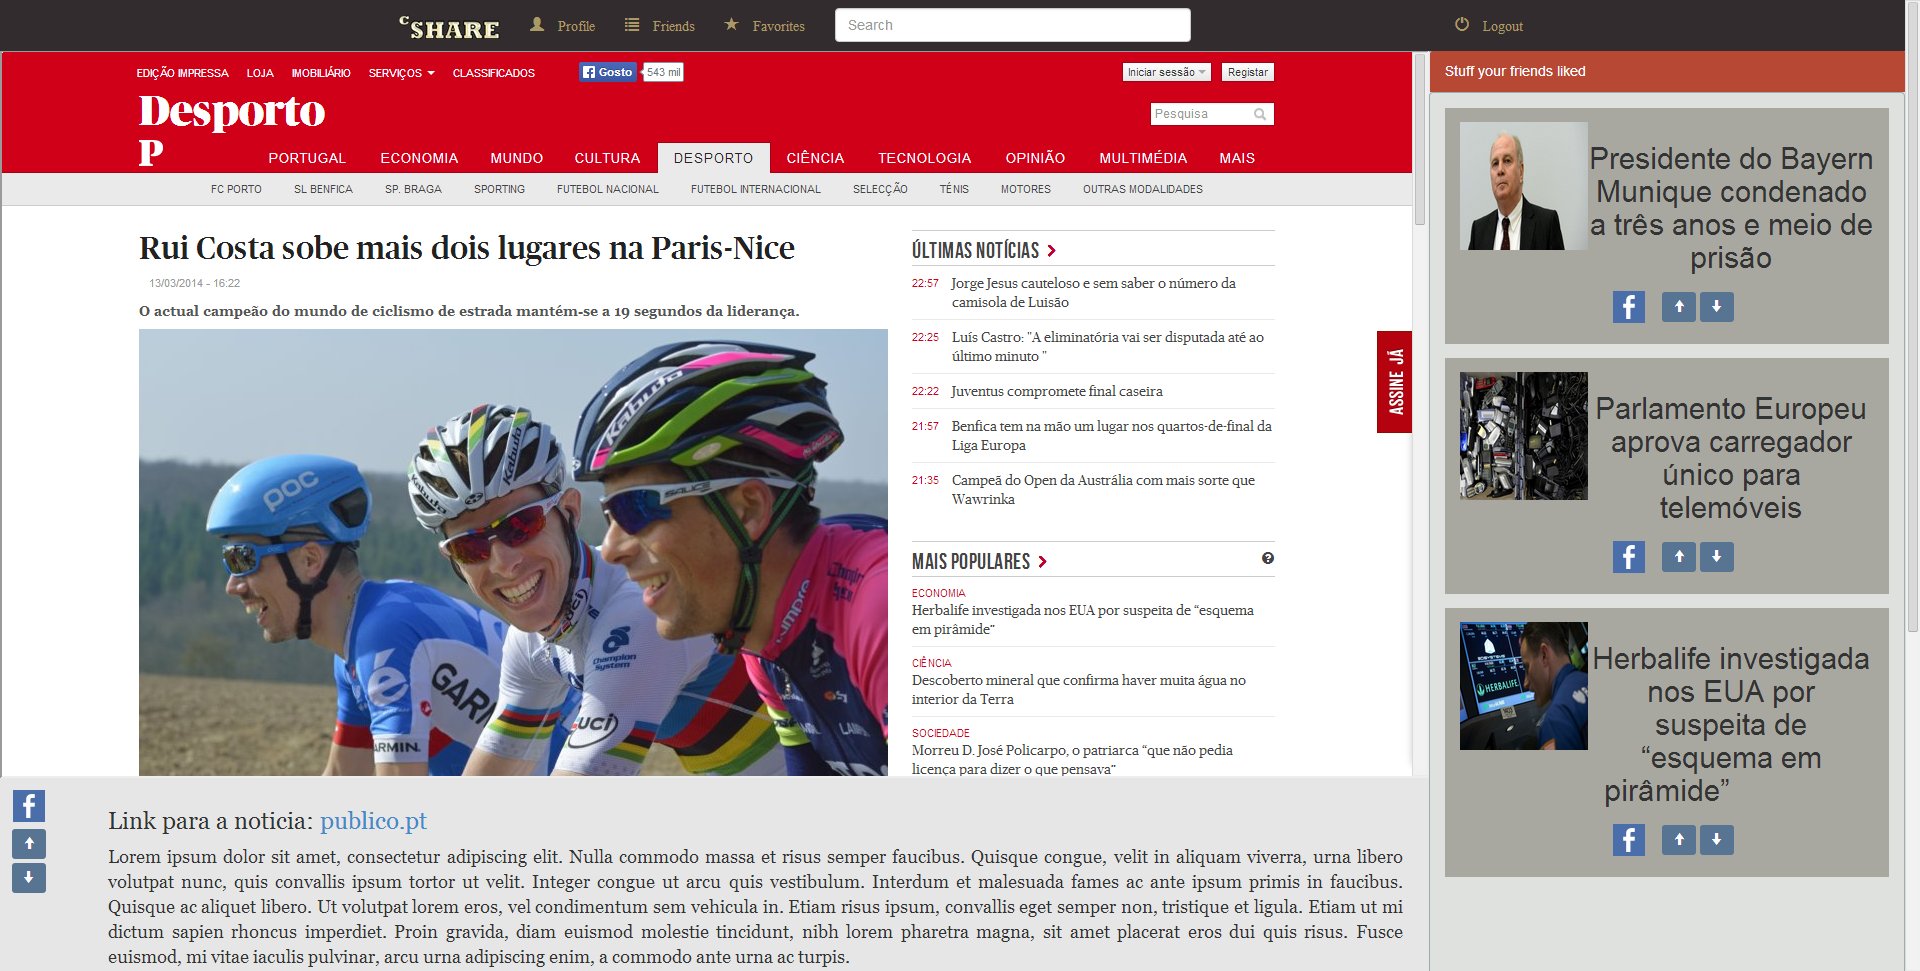 cSHARE
Profile
Friends
Favorites
Search
Logout
EDIÇÃO IMPRESSA
LOJA
IMOBILIÁRIO
SERVIÇOS
CLASSIFICADOS
Gosto
543 mil
Iniciar sessão
Registar
Desporto
Pesquisa
P
PORTUGAL
ECONOMIA
MUNDO
CULTURA
DESPORTO
CIÊNCIA
TECNOLOGIA
OPINIÃO
MULTIMÉDIA
MAIS
FC PORTO
SL BENFICA
SP. BRAGA
SPORTING
FUTEBOL NACIONAL
FUTEBOL INTERNACIONAL
SELECÇÃO
TÉNIS
MOTORES
OUTRAS MODALIDADES
Rui Costa sobe mais dois lugares na Paris-Nice
13/03/2014 - 16:22
O actual campeão do mundo de ciclismo de estrada mantém-se a 19 segundos da liderança.
POC
Kabuto
Kabuto
Kabuto
Champion
System
GARMIN
GARMIN.
UCI
ÚLTIMAS NOTÍCIAS
22:57 Jorge Jesus cauteloso e sem saber o número da
camisola de Luisão
22:25 Luís Castro: "A eliminatória vai ser disputada até ao
último minuto "
22:22 Juventus compromete final caseira
21:57 Benfica tem na mão um lugar nos quartos-de-final da
Liga Europa
21:35 Campeã do Open da Austrália com mais sorte que
Wawrinka
MAIS POPULARES
ECONOMIA
Herbalife investigada nos EUA por suspeita de “esquema
em pirâmide”
CIÊNCIA
Descoberto mineral que confirma haver muita água no
interior da Terra
SOCIEDADE
Morreu D. José Policarpo, o patriarca “que não pedia
licença para dizer o que pensava”
ASSINE JÁ
Link para a noticia: publico.pt
Lorem ipsum dolor sit amet, consectetur adipiscing elit. Nulla commodo massa et risus semper faucibus. Quisque congue, velit in aliquam viverra, urna libero
volutpat nunc, quis convallis ipsum tortor ut velit. Integer congue ut arcu quis vestibulum. Interdum et malesuada fames ac ante ipsum primis in faucibus.
Quisque ac aliquet libero. Ut volutpat lorem eros, vel condimentum sem vehicula in. Etiam risus ipsum, convallis eget semper non, tristique et ligula. Etiam ut mi
dictum sapien rhoncus imperdiet. Proin gravida, diam euismod molestie tincidunt, nibh lorem pharetra magna, sit amet placerat eros dui quis risus. Fusce
euismod, mi vitae iaculis pulvinar, arcu urna adipiscing enim, a commodo ante urna ac turpis.
Stuff your friends liked
Presidente do Bayern
Munique condenado
a três anos e meio de
prisão
Parlamento Europeu
aprova carregador
único para
telemóveis
HERBALIFE
Herbalife investigada
nos EUA por
suspeita de
“esquema em
pirâmide”